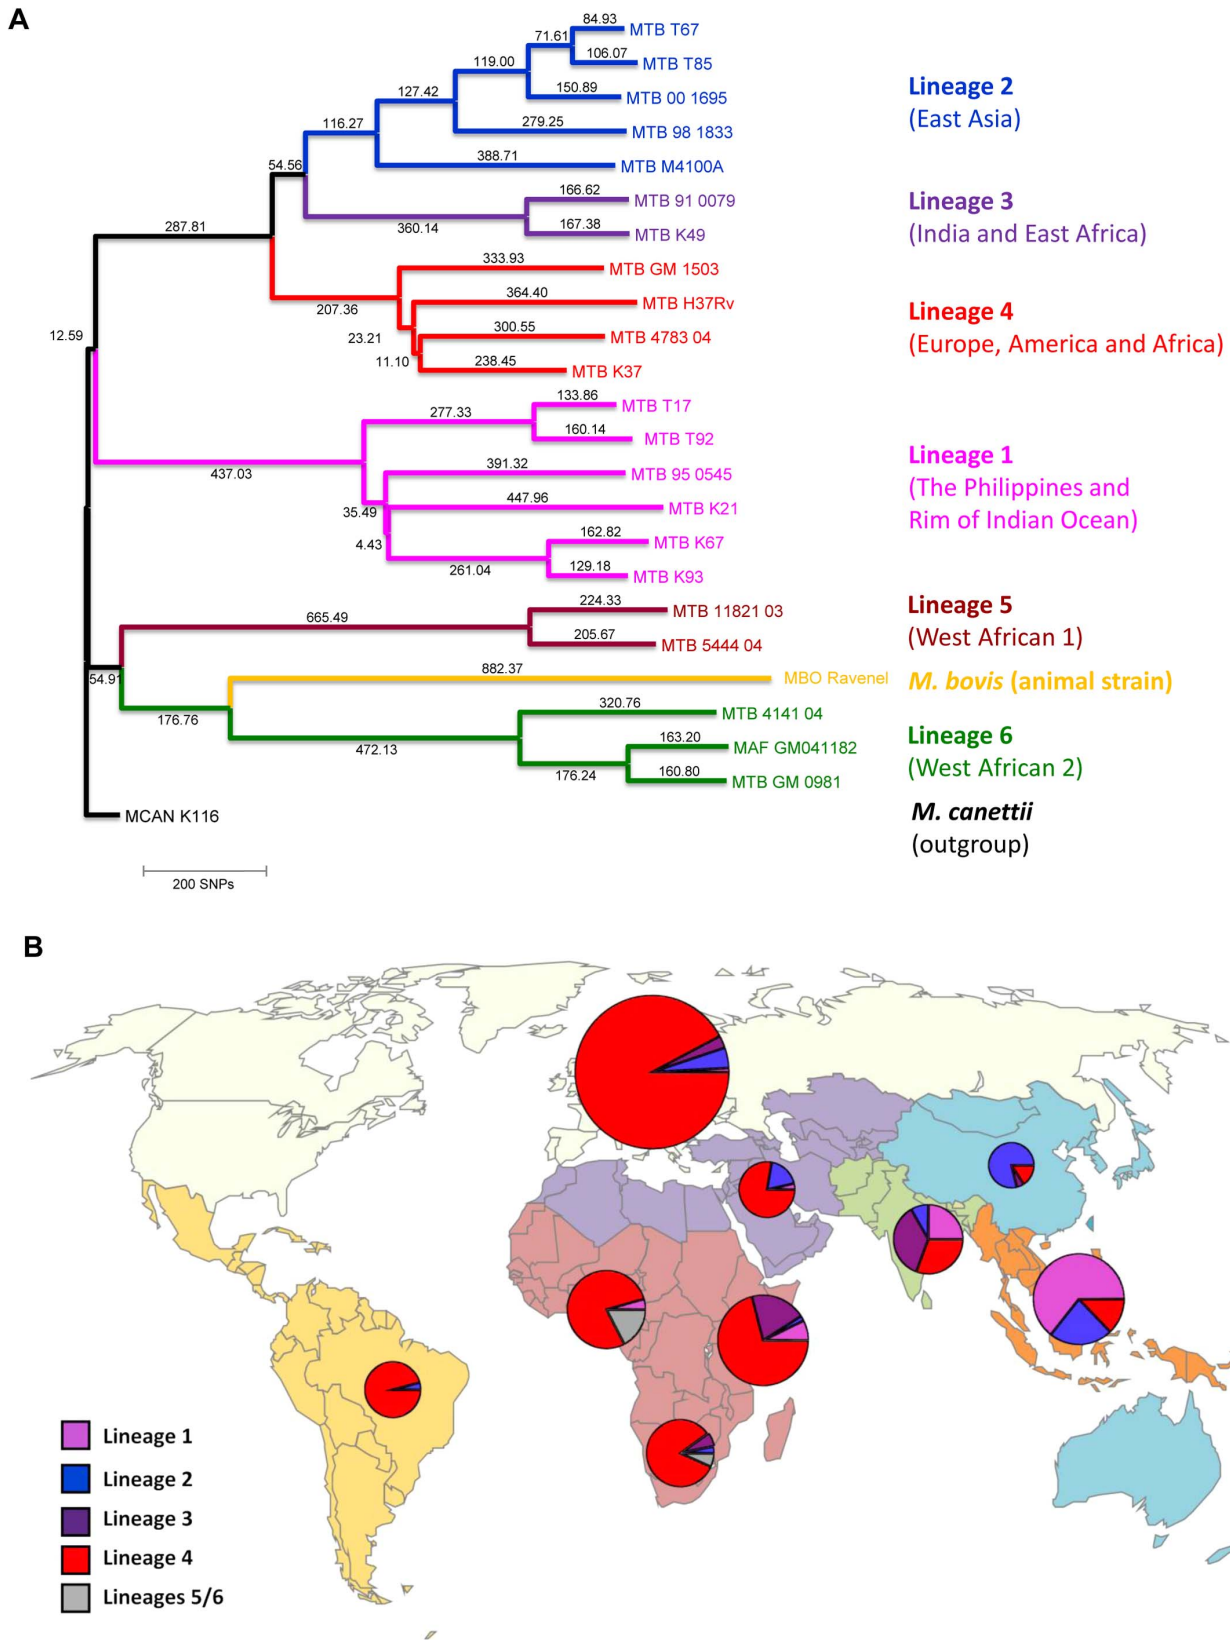 A
84.93
MTB T67
71.61
106.07
MTB T85
119.00
150.89
MTB 00 1695
127.42
279.25
MTB 98 1833
116.27
388.71
MTB M4100A
Lineage 2
(East Asia)
54.56
166.62
MTB 91 0079
360.14
167.38
MTB K49
Lineage 3
(India and East Africa)
287.81
333.93
MTB GM 1503
207.36
364.40
MTB H37Rv
23.21
300.55
MTB 4783 04
11.10
238.45
MTB K37
Lineage 4
(Europe, America and Africa)
12.59
133.86
MTB T17
277.33
160.14
MTB T92
437.03
391.32
MTB 95 0545
35.49
447.96
MTB K21
4.43
162.82
MTB K67
261.04
129.18
MTB K93
Lineage 1
(The Philippines and
Rim of Indian Ocean)
224.33
MTB 11821 03
665.49
205.67
MTB 5444 04
Lineage 5
(West African 1)
54.91
882.37
MBO Ravenel
M. bovis (animal strain)
176.76
320.76
MTB 4141 04
472.13
163.20
MAF GM041182
176.24
160.80
MTB GM 0981
Lineage 6
(West African 2)
MCAN K116
M. canettii
(outgroup)
200 SNPs
B
Lineage 1
Lineage 2
Lineage 3
Lineage 4
Lineages 5/6